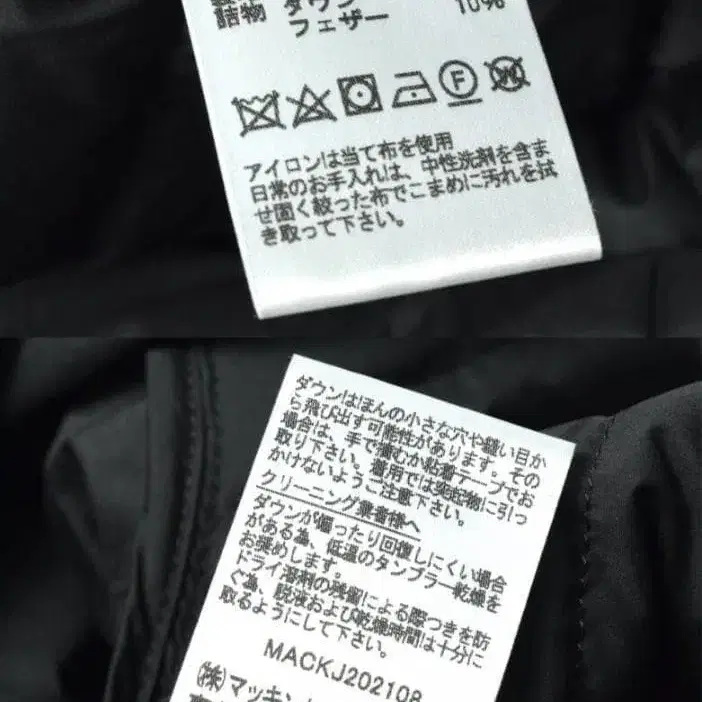 詰物 ダウン
フェザー 10%
F
W
アイロンは当て布を使用
日常のお手入れは、中性洗剤を含ま
せ固く絞った布でこまめに汚れを拭
き取って下さい。
ダウンはほんの小さな穴や縫い目か
ら飛び出す可能性があります。その
場合は、手で摘むか粘着テープでお
取り下さい。着用では突起物に引っ
かけないようご注意下さい。
クリーニング業者様へ
ダウンが偏ったり回復しにくい場合
がある為、低温のタンブラー乾燥を
お奨めします。
ドライ溶剤の残留による際つきを防
ぐ為、脱液および乾燥時間は十分に
取るようにして下さい。
MACKJ202108
(株)マッキン